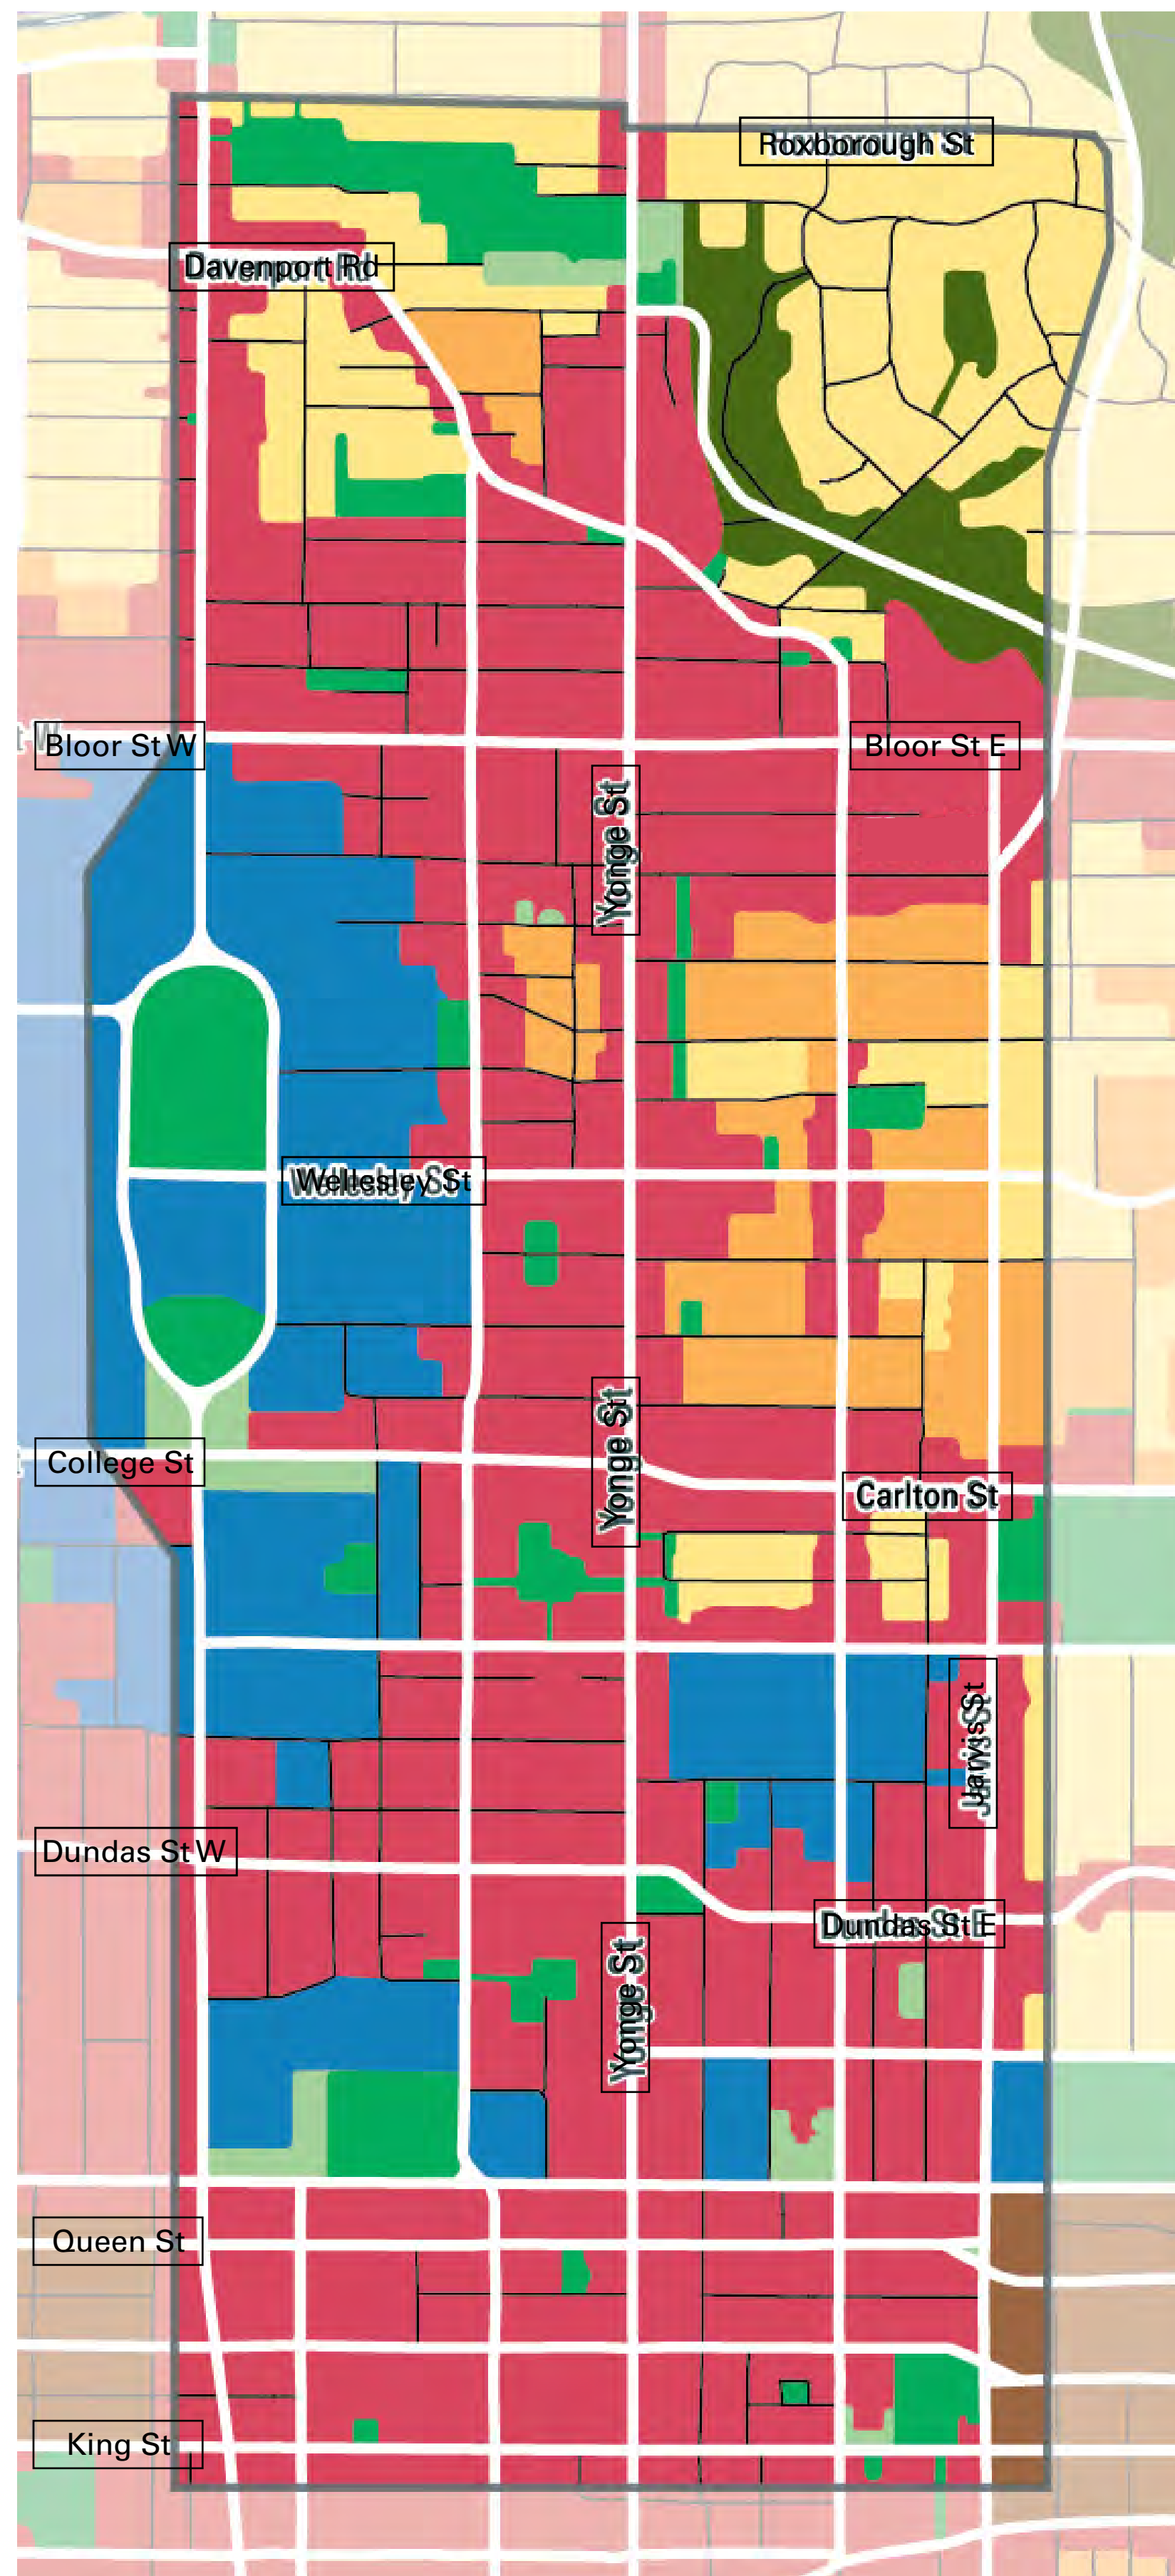 Roxborough St
Davenport Rd
Bloor St W
Bloor St E
Yonge St
Wellesley St
Yonge St
College St
Carlton St
Jarvis St
Dundas St W
Dundas St E
Yonge St
Queen St
King St